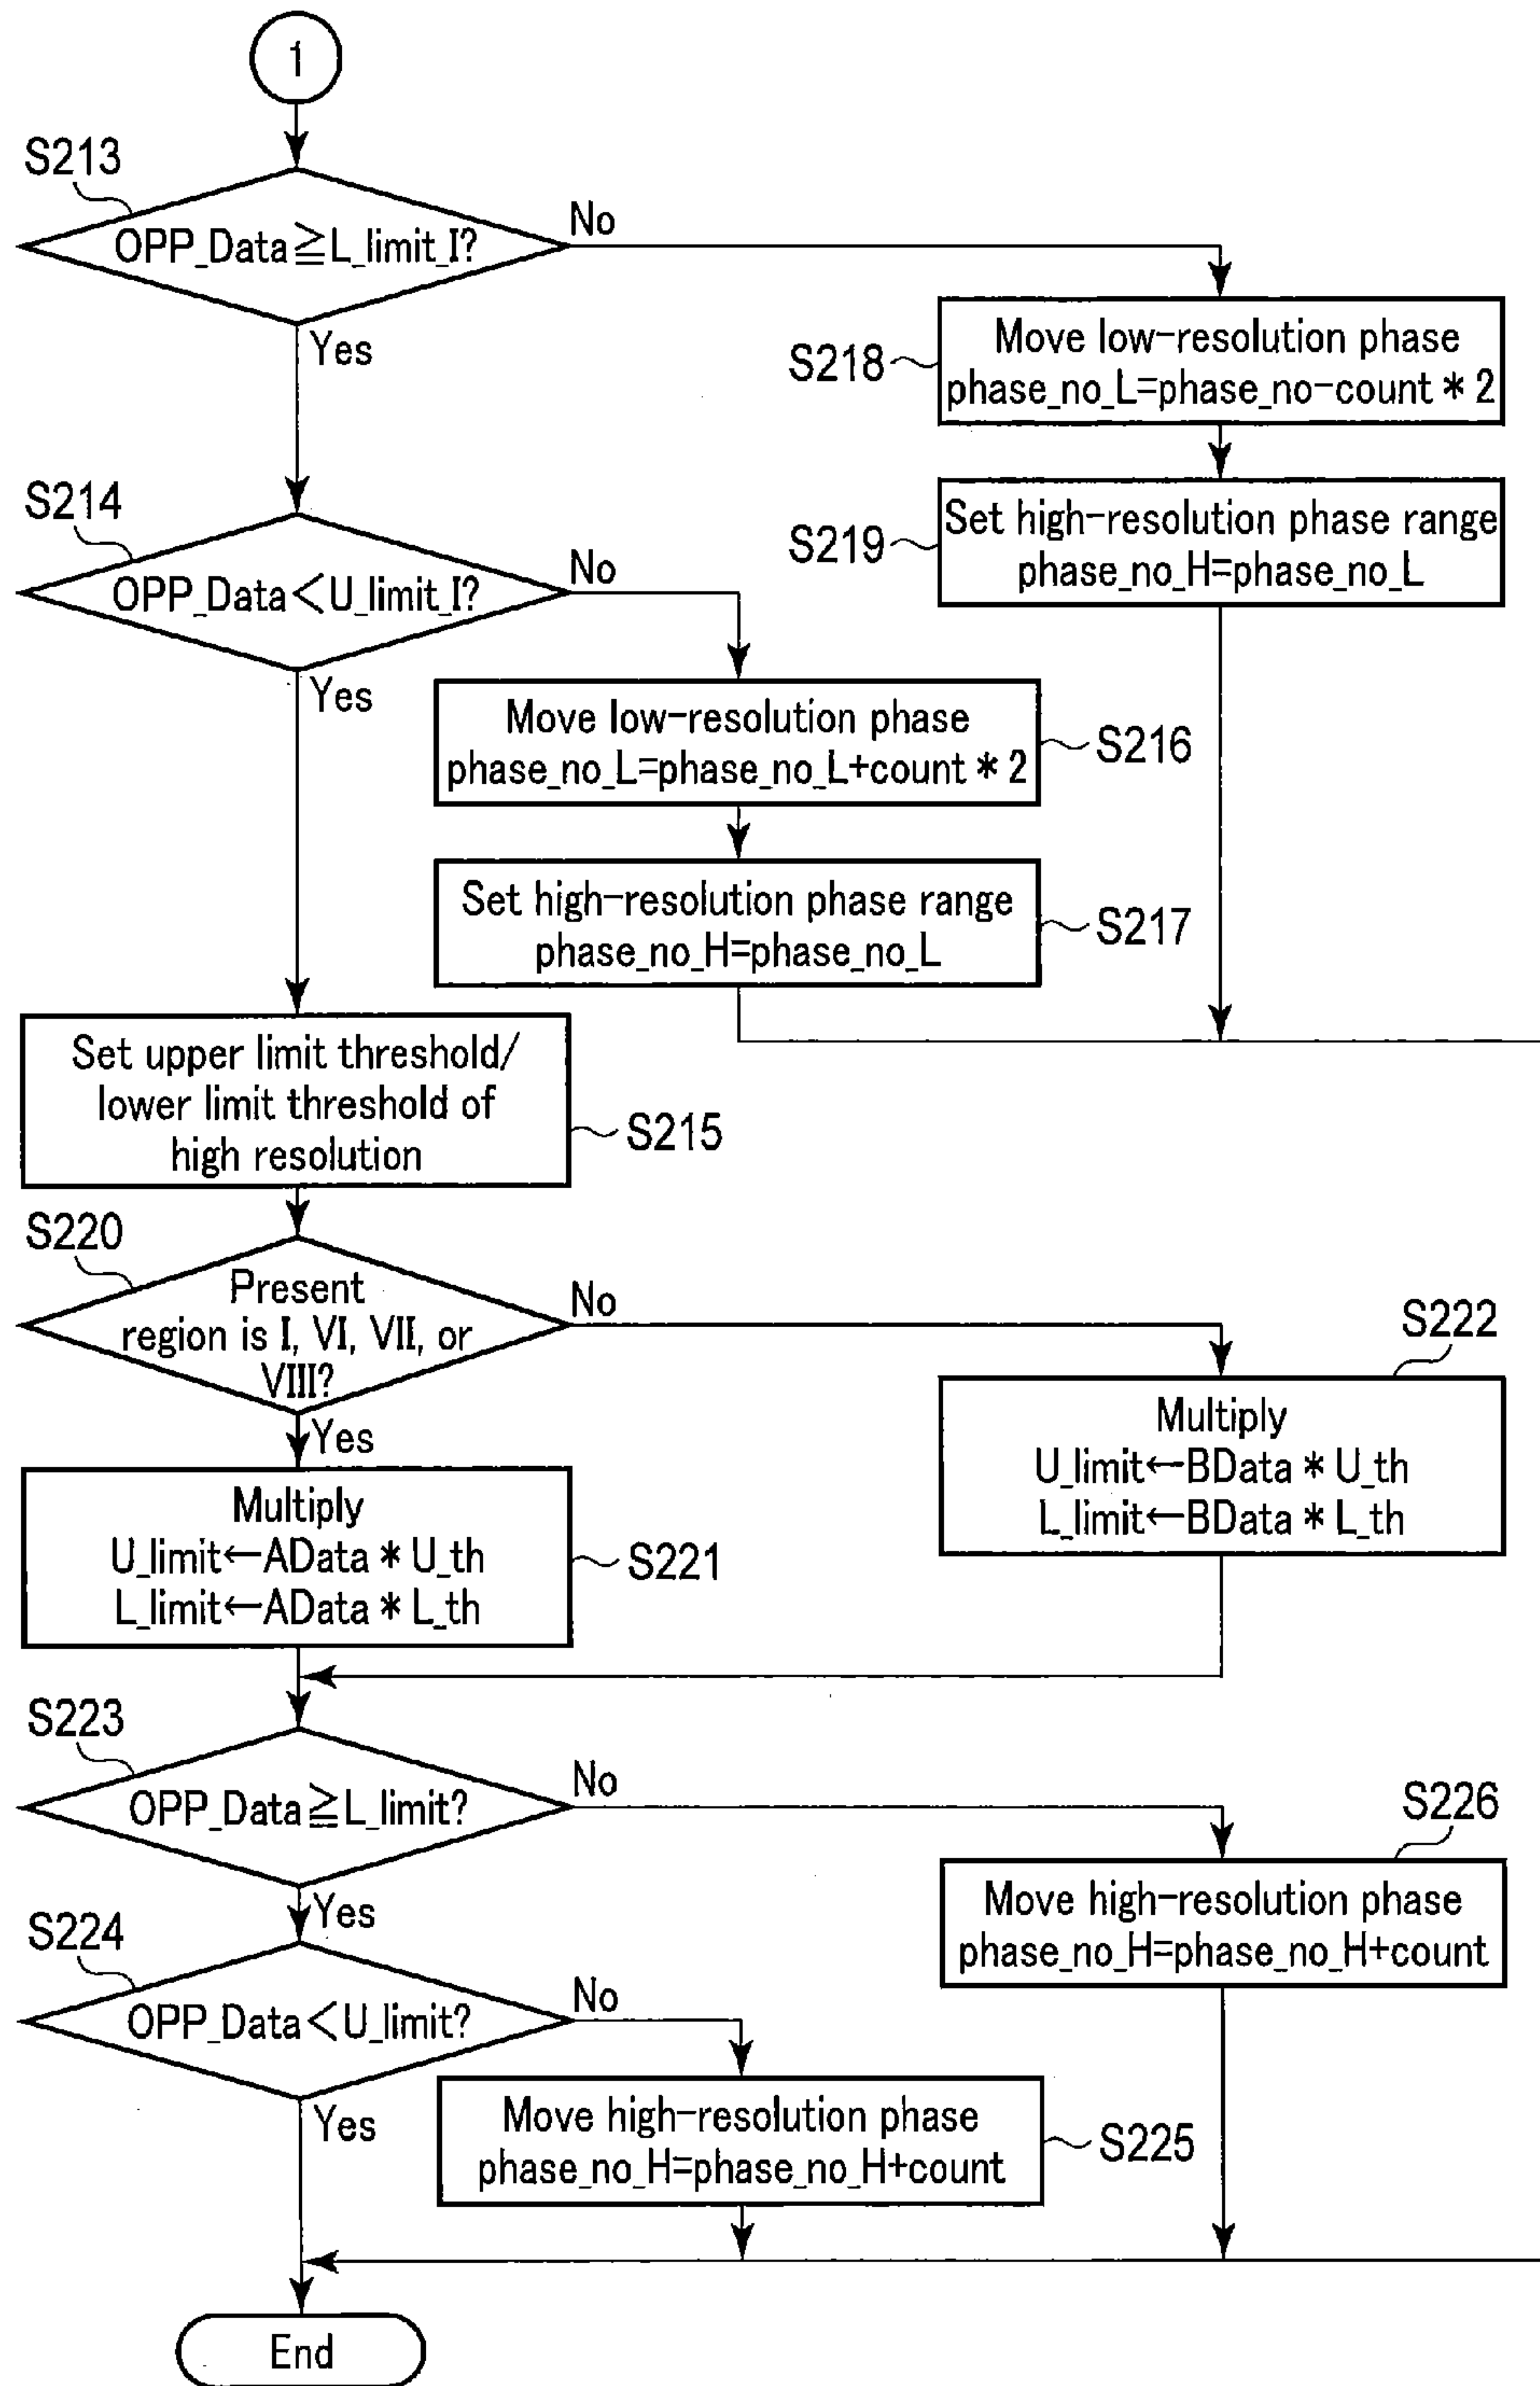 1
S213
OPP_Data≧L_limit_I?
No
Yes
S218
Move low-resolution phase
phase_no_L=phase_no-count*2
S219
Set high-resolution phase range
phase_no_H=phase_no_L
S214
OPP_Data<U_limit_I?
No
Yes
Move low-resolution phase
phase_no_L=phase_no_L+count*2
S216
Set high-resolution phase range
phase_no_H=phase_no_L
S217
Set upper limit threshold/
lower limit threshold of
high resolution
S215
S220
Present
region is I, VI, VII, or
VIII?
No
Yes
S222
Multiply
U_limit←BData*U_th
L_limit←BData*L_th
Multiply
U_limit←AData*U_th
L_limit←AData*L_th
S221
S223
OPP_Data≧L_limit?
No
Yes
S226
Move high-resolution phase
phase_no_H=phase_no_H+count
S224
OPP_Data<U_limit?
No
Yes
Move high-resolution phase
phase_no_H=phase_no_H+count
S225
End